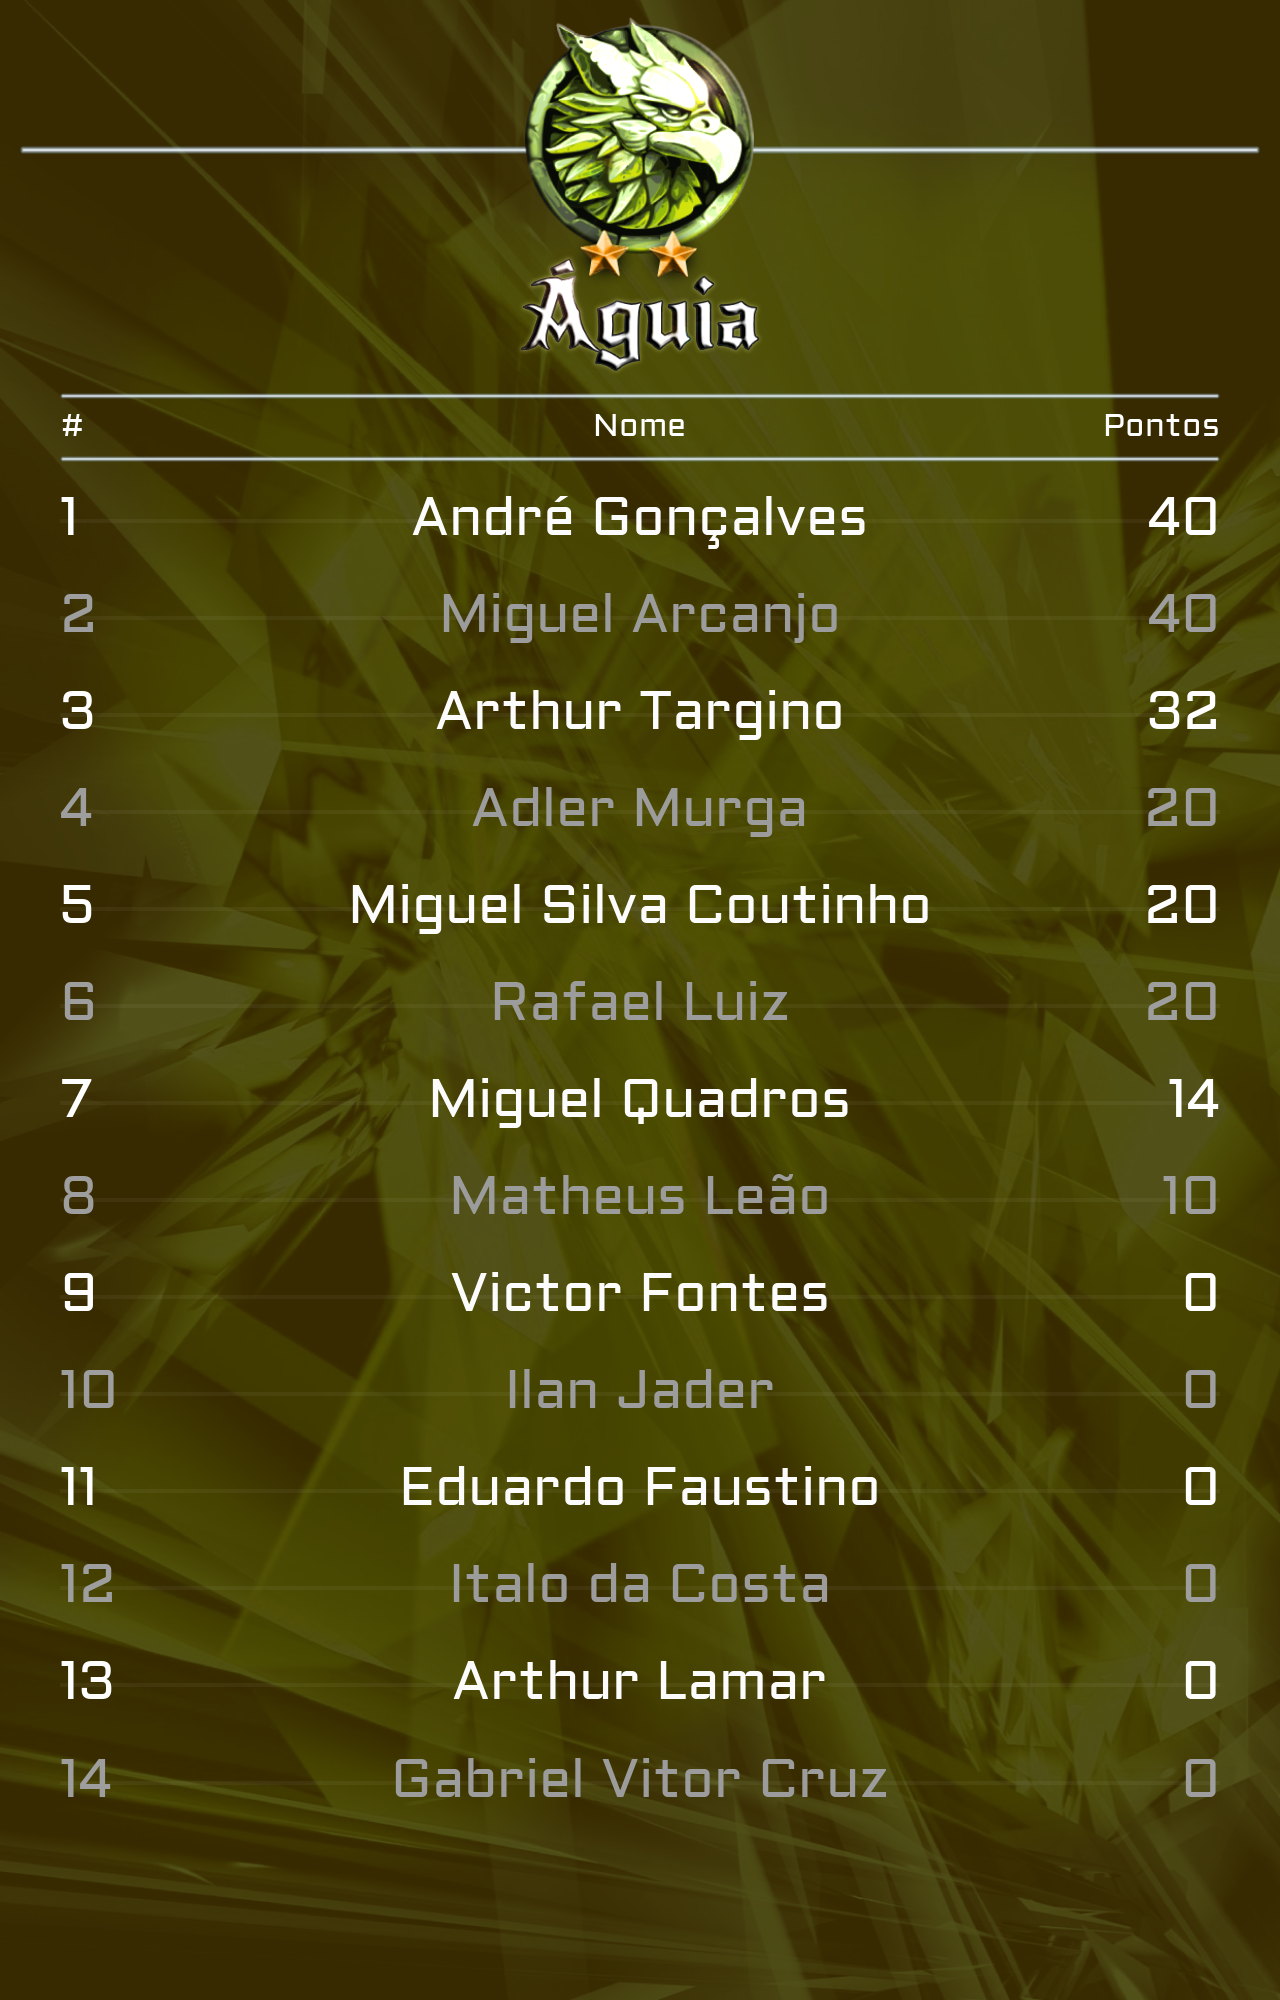 Águia
# Nome Pontos
1 André Gonçalves 40
2 Miguel Arcanjo 40
3 Arthur Targino 32
4 Adler Murga 20
5 Miguel Silva Coutinho 20
6 Rafael Luiz 20
7 Miguel Quadros 14
8 Matheus Leão 10
9 Victor Fontes 0
10 Ilan Jader 0
11 Eduardo Faustino 0
12 Italo da Costa 0
13 Arthur Lamar 0
14 Gabriel Vitor Cruz 0